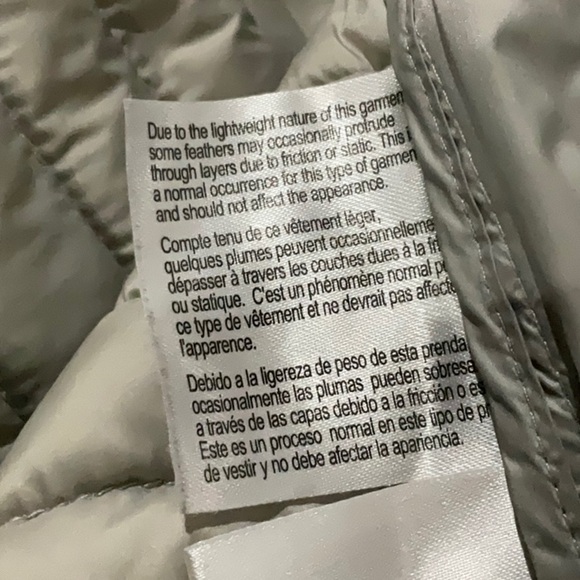 Due to the lightweight nature of this garmen
some feathers may occasionally protrude
through layers due to friction or static. This i
a normal occurrence for this type of garmen
and should not affect the appearance.
Compte tenu de ce vêtement léger,
quelques plumes peuvent occasionnelleme
dépasser à travers les couches dues à la fr
ou statique. C'est un phénomène normal p
ce type de vêtement et ne devrait pas affect
l'apparence.
Debido a la ligereza de peso de esta prenda
ocasionalmente las plumas pueden sobresa
a través de las capas debido a la fricción o es
Este es un proceso normal en este tipo de p
de vestir y no debe afectar la apariencia.